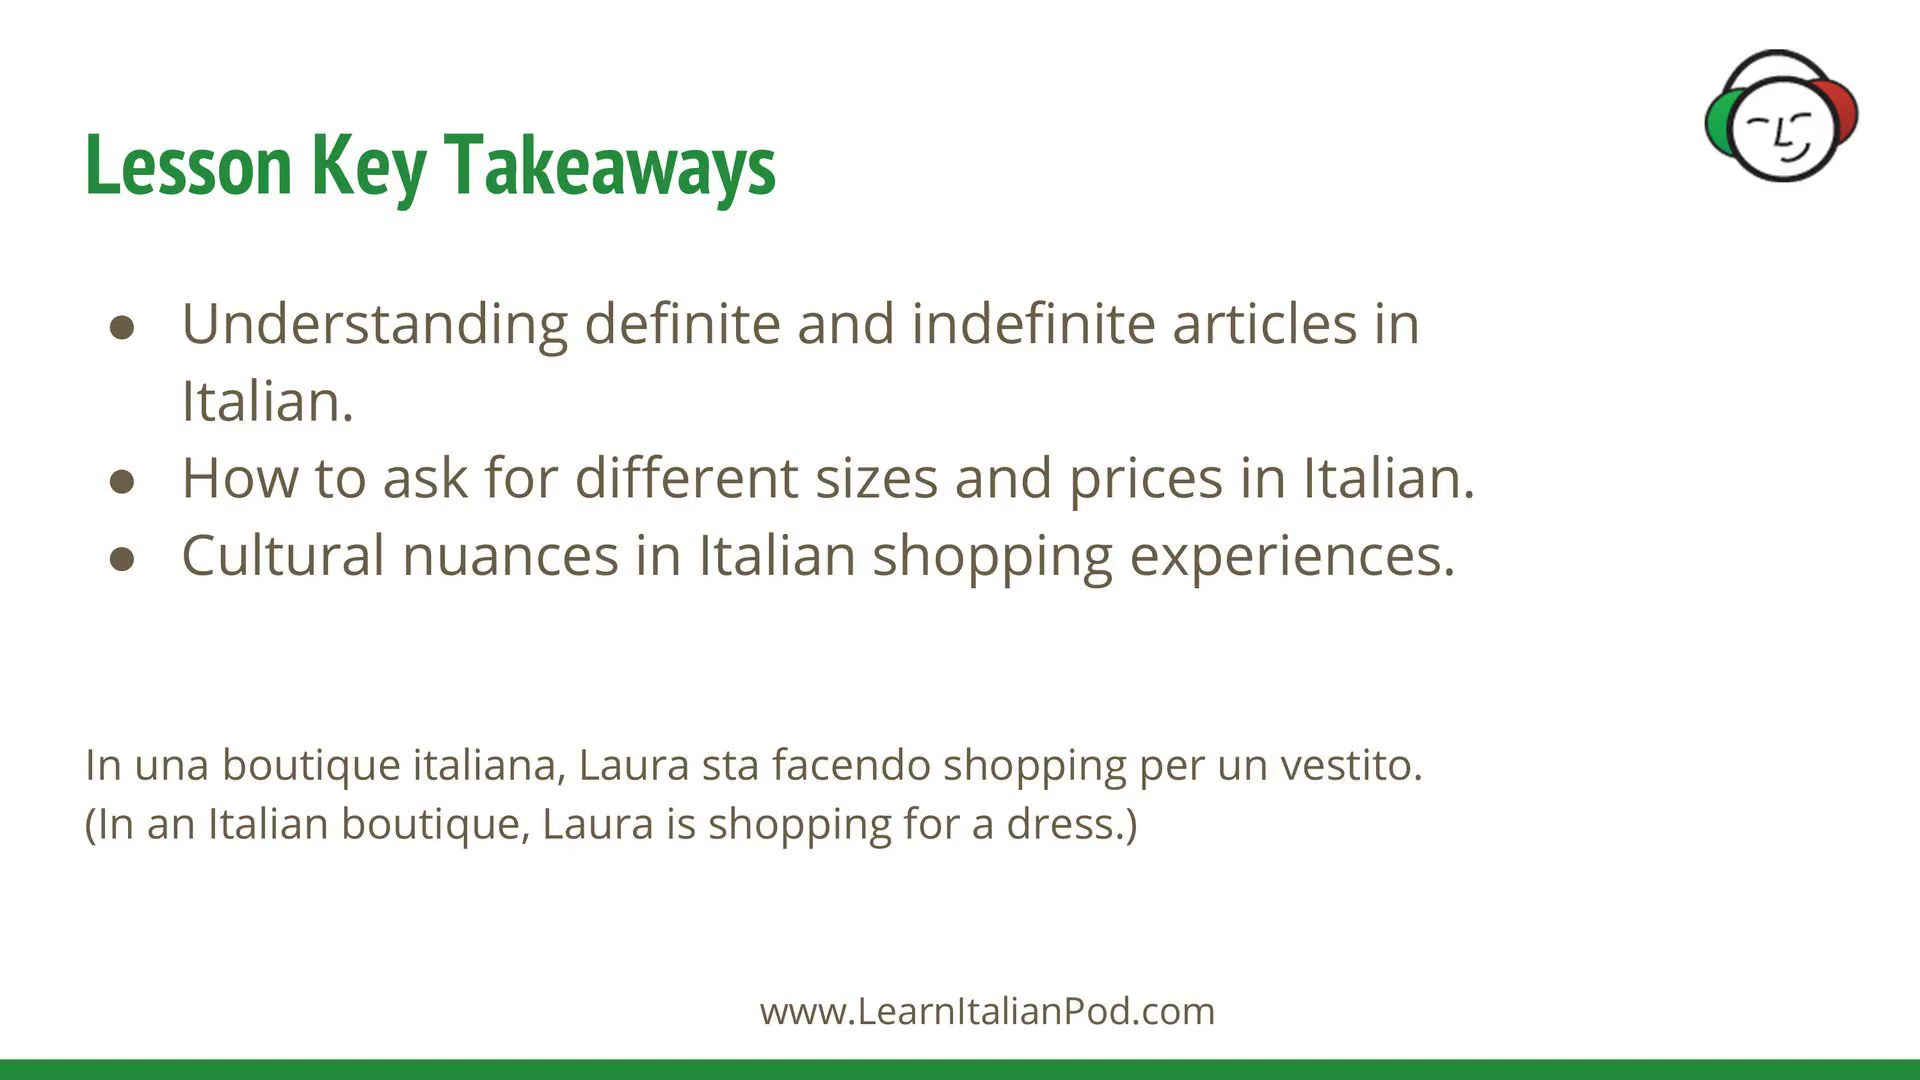 Lesson Key Takeaways
● Understanding definite and indefinite articles in
Italian.
● How to ask for different sizes and prices in Italian.
● Cultural nuances in Italian shopping experiences.
In una boutique italiana, Laura sta facendo shopping per un vestito.
(In an Italian boutique, Laura is shopping for a dress.)
www.LearnItalianPod.com